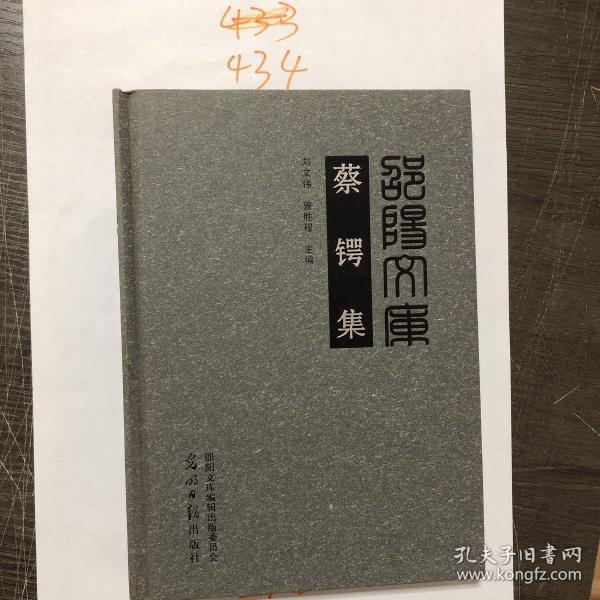 433
434
邵陽文庫
蔡锷集
刘文伟 曾胜程 主编
邵阳文库编辑出版委员会
光明日报出版社
孔夫子旧书网
www.kongfz.com